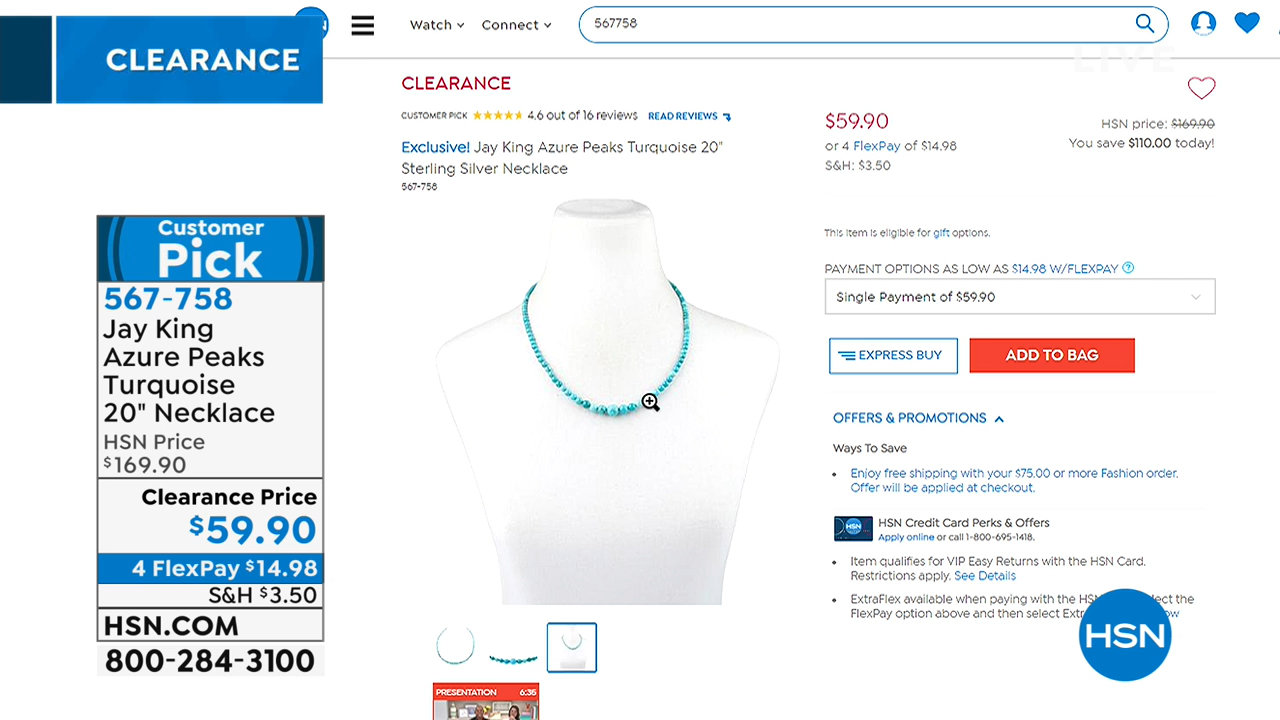 CLEARANCE
Watch
Connect
567758
LIVE
CLEARANCE
CUSTOMER PICK 4.6 out of 16 reviews READ REVIEWS
Exclusive! Jay King Azure Peaks Turquoise 20"
Sterling Silver Necklace
567-758
$59.90
or 4 FlexPay of $14.98
S&H: $3.50
HSN price: $169.90
You save $110.00 today!
This item is eligible for gift options.
PAYMENT OPTIONS AS LOW AS $14.98 W/FLEXPAY ?
Single Payment of $59.90
EXPRESS BUY
ADD TO BAG
OFFERS & PROMOTIONS
Ways To Save
• Enjoy free shipping with your $75.00 or more Fashion order.
Offer will be applied at checkout.
HSN
HSN Credit Card Perks & Offers
Apply online or call 1-800-695-1418.
• Item qualifies for VIP Easy Returns with the HSN Card.
Restrictions apply. See Details
• ExtraFlex available when paying with the the
FlexPay option above and then select
HSN
Customer
Pick
567-758
Jay King
Azure Peaks
Turquoise
20" Necklace
HSN Price
$169.90
Clearance Price
$59.90
4 FlexPay $14.98
S&H $3.50
HSN.COM
800-284-3100
PRESENTATION 6:35